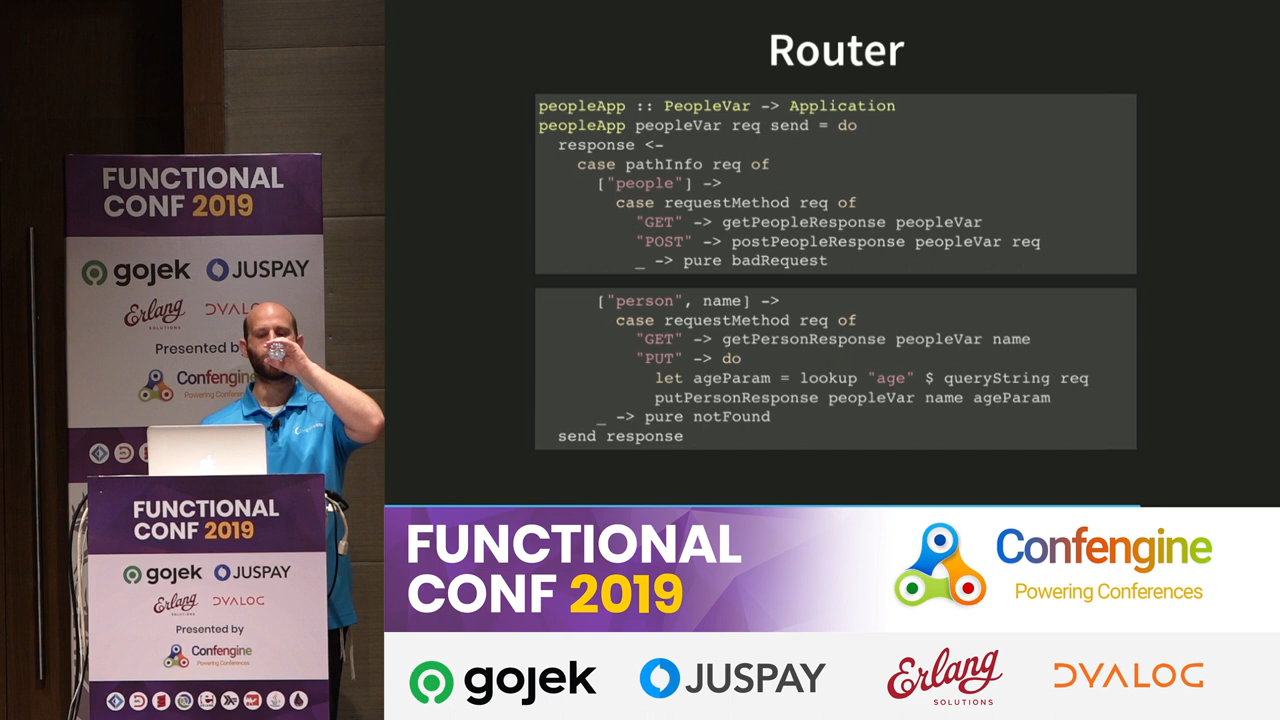 Router
peopleApp :: PeopleVar -> Application
peopleApp peopleVar req send = do
  response <-
    case pathInfo req of
      ["people"] ->
        case requestMethod req of
          "GET" -> getPeopleResponse peopleVar
          "POST" -> postPeopleResponse peopleVar req
          _ -> pure badRequest
      ["person", name] ->
        case requestMethod req of
          "GET" -> getPersonResponse peopleVar name
          "PUT" -> do
            let ageParam = lookup "age" $ queryString req
            putPersonResponse peopleVar name ageParam
      _ -> pure notFound
  send response
FUNCTIONAL
CONF 2019
gojek JUSPAY
Erlang
SOLUTIONS
Presented
Confengine
FUNCTIONAL
CONF 2019
gojek JUSPAY
Erlang DYALOG
SOLUTIONS
Presented by
Confengine
Powering Conferences
FUNCTIONAL
CONF 2019
Confengine
Powering Conferences
gojek JUSPAY Erlang DYALOG
SOLUTIONS